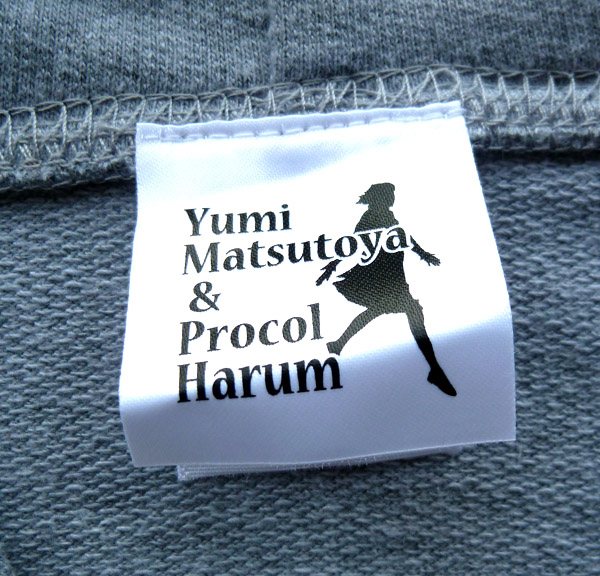 Yumi
Matsutoya
&
Procol
Harum